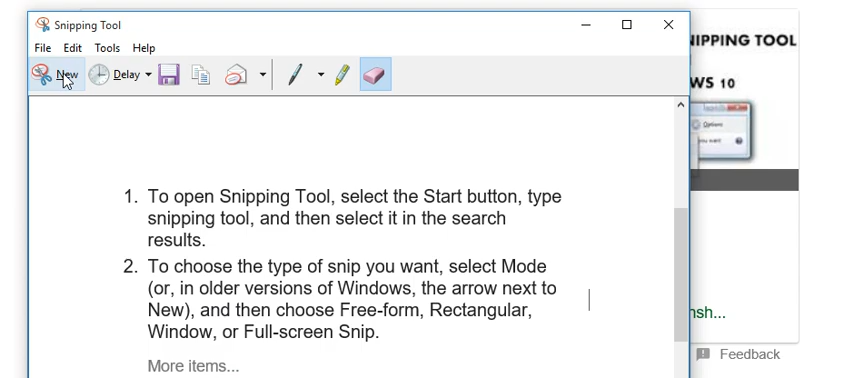 Snipping Tool
File Edit Tools Help
New Delay
1. To open Snipping Tool, select the Start button, type
snipping tool, and then select it in the search
results.
2. To choose the type of snip you want, select Mode
(or, in older versions of Windows, the arrow next to
New), and then choose Free-form, Rectangular,
Window, or Full-screen Snip.
More items...
NIPPING TOOL
WS 10
Options
nsh...
Feedback